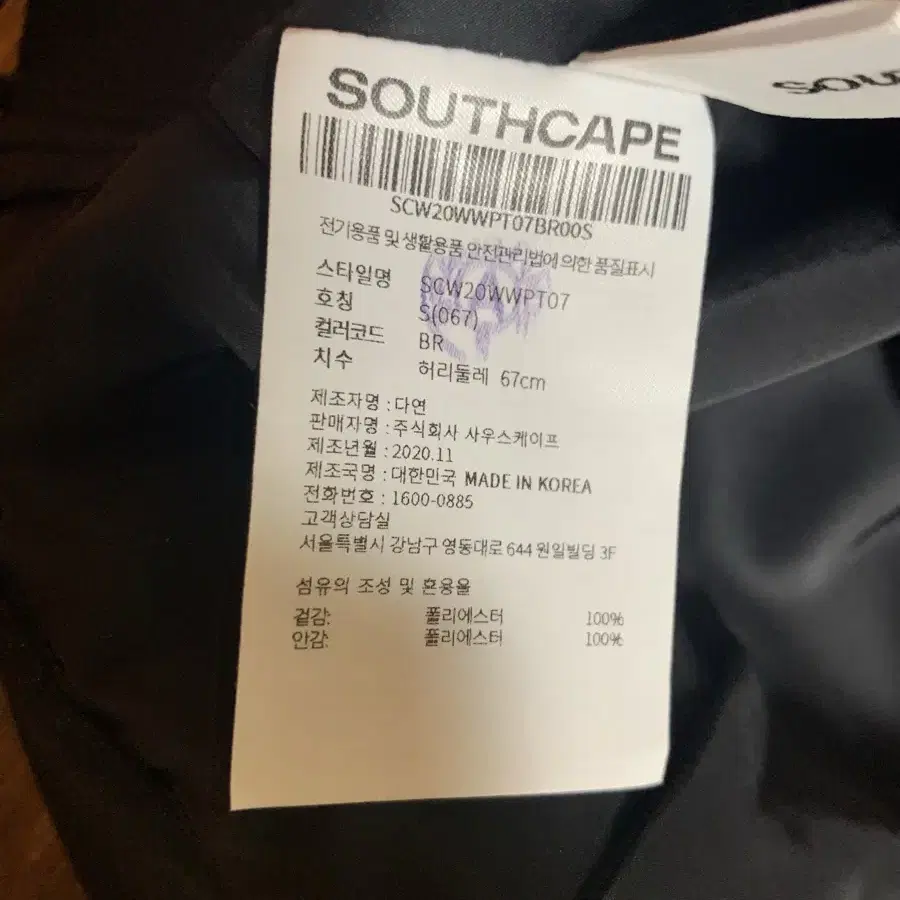 SOUTHCAPE
SCW20WWPT07BR00S
전기용품 및 생활용품 안전관리법에 의한 품질표시
스타일명 SCW20WWPT07
호칭 S(067)
컬러코드 BR
치수 허리둘레 67cm
제조자명 : 다연
판매자명 : 주식회사 사우스케이프
제조년월 : 2020.11
제조국명 : 대한민국 MADE IN KOREA
전화번호 : 1600-0885
고객상담실
서울특별시 강남구 영동대로 644 원일빌딩 3F
섬유의 조성 및 혼용율
겉감: 폴리에스터 100%
안감: 폴리에스터 100%